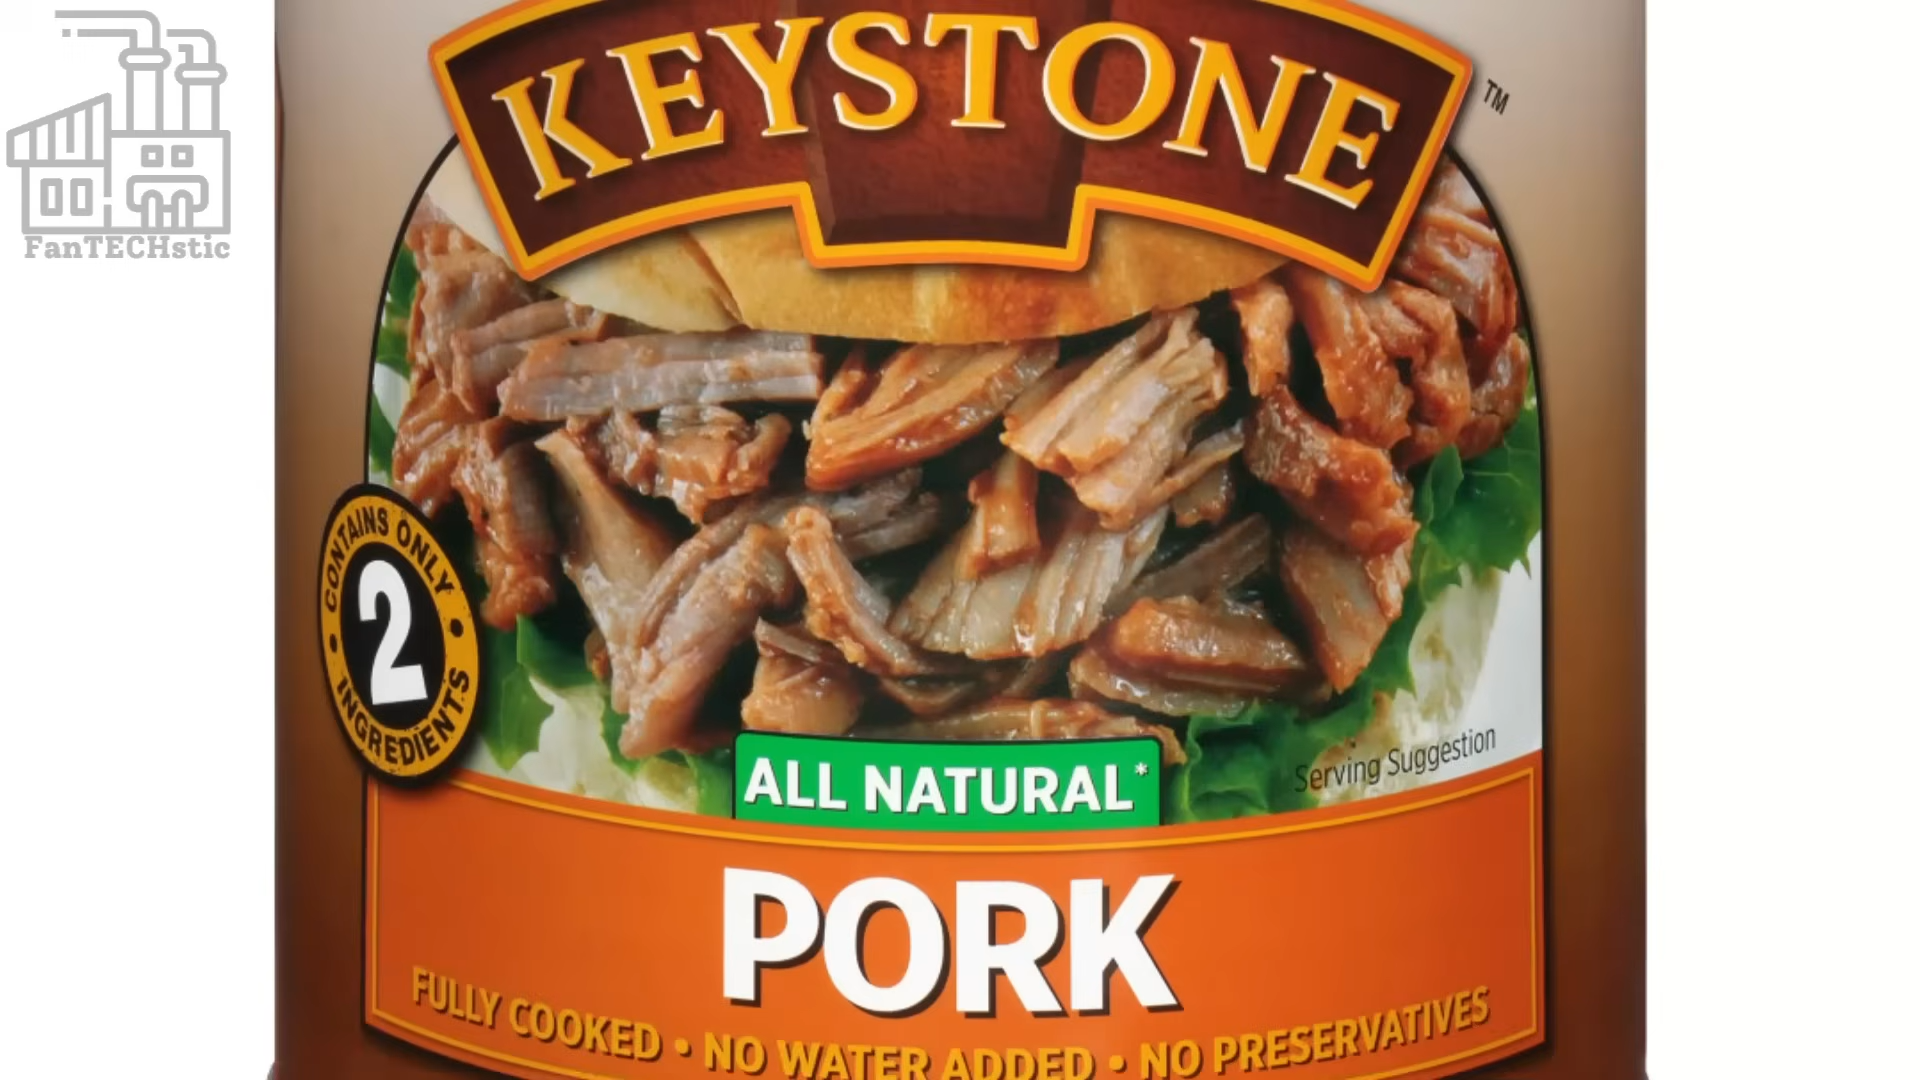 FanTECHstic
KEYSTONE
TM
CONTAINS ONLY
2
INGREDIENTS
Serving Suggestion
ALL NATURAL*
PORK
FULLY COOKED • NO WATER ADDED • NO PRESERVATIVES